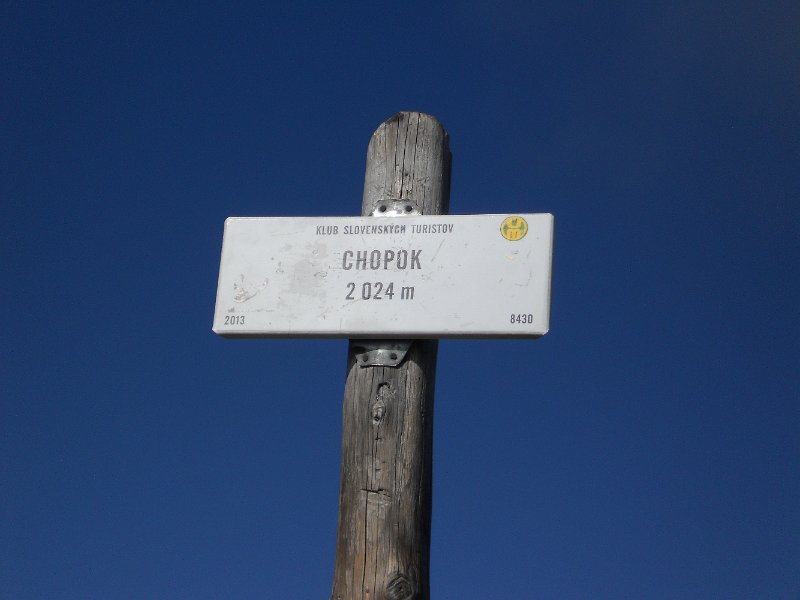 KLUB SLOVENSKÝCH TURISTOV
CHOPOK
2 024 m
2013 8430